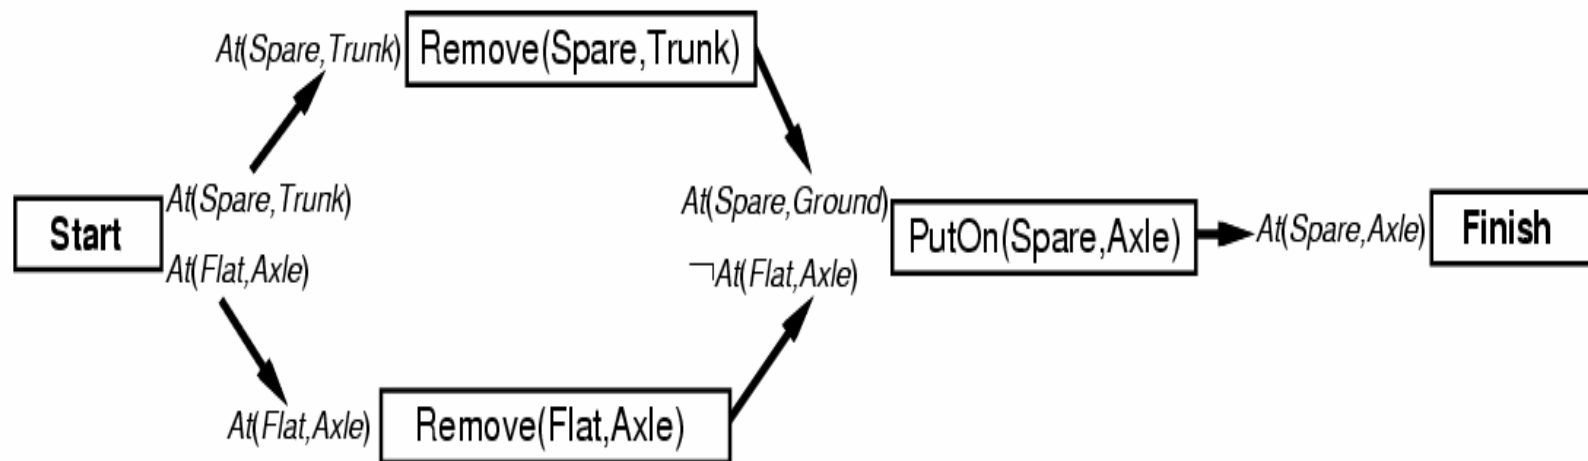 At(Spare,Trunk) Remove(Spare,Trunk)
At(Spare,Trunk)
Start
At(Flat,Axle)
At(Spare,Ground)
¬At(Flat,Axle)
PutOn(Spare,Axle)
At(Spare,Axle) Finish
At(Flat,Axle) Remove(Flat,Axle)